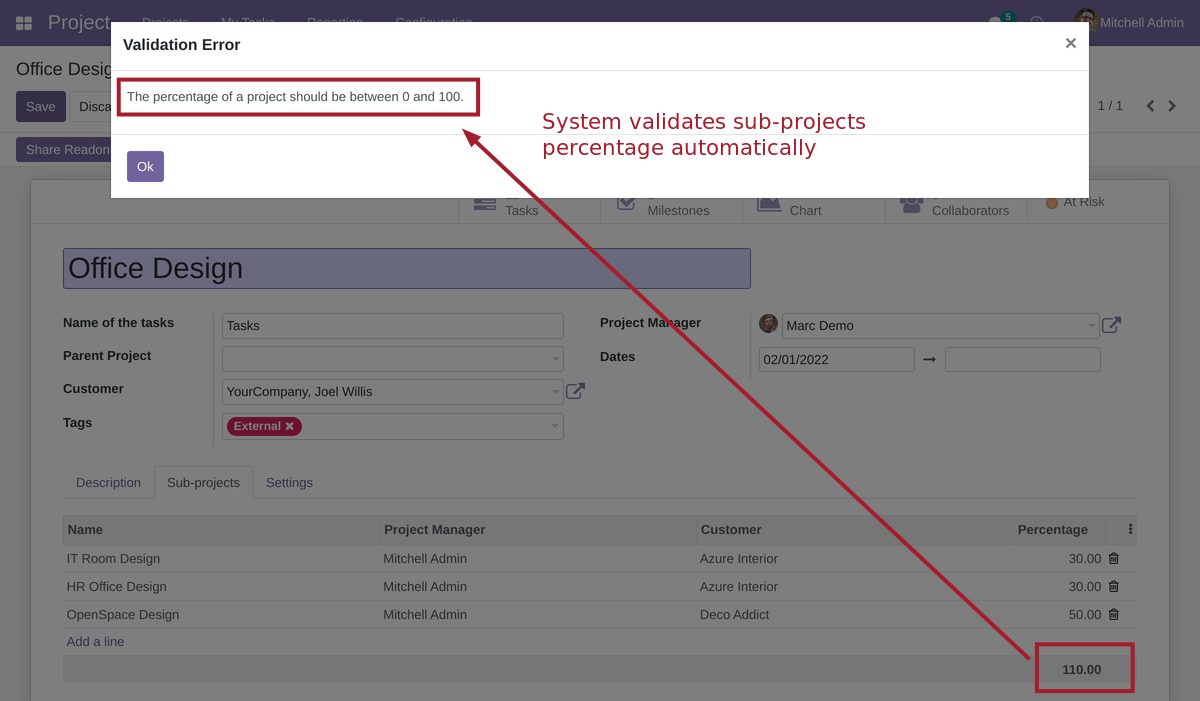 Project
Projects
My Tasks
Reporting
Configuration
5
Mitchell Admin
Validation Error
×
Office Desig
The percentage of a project should be between 0 and 100.
Save
Disca
1 / 1
System validates sub-projects
percentage automatically
Share Readon
Ok
Tasks
Milestones
Chart
Collaborators
At Risk
Office Design
Name of the tasks
Tasks
Project Manager
Marc Demo
Parent Project
Dates
02/01/2022
Customer
YourCompany, Joel Willis
Tags
External
Description
Sub-projects
Settings
Name
Project Manager
Customer
Percentage
IT Room Design
Mitchell Admin
Azure Interior
30.00
HR Office Design
Mitchell Admin
Azure Interior
30.00
OpenSpace Design
Mitchell Admin
Deco Addict
50.00
Add a line
110.00